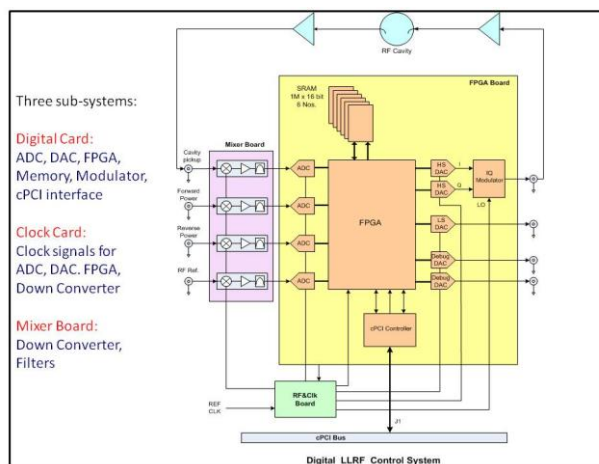 Three sub-systems:
Digital Card:
ADC, DAC, FPGA,
Memory, Modulator,
cPCI interface
Clock Card:
Clock signals for
ADC, DAC. FPGA,
Down Converter
Mixer Board:
Down Converter,
Filters
RF Cavity
FPGA Board
SRAM
1M x 16 bit
6 Nos.
Mixer Board
Cavity
pickup
Forward
Power
Reverse
Power
RF Ref.
ADC
ADC
ADC
ADC
FPGA
HS
DAC
I
HS
DAC
Q
IQ
Modulator
LO
LS
DAC
Debug
DAC
Debug
DAC
cPCI Controller
RF&Clk
Board
REF
CLK
J1
cPCI Bus
Digital LLRF Control System